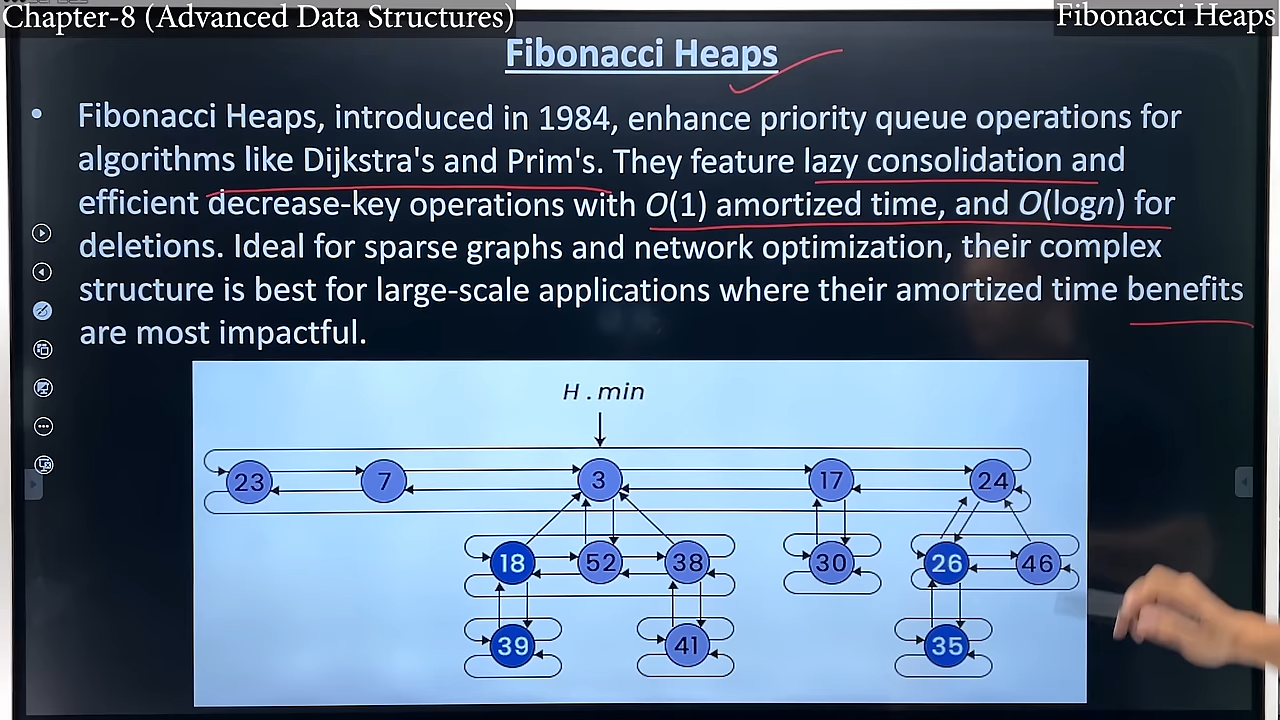 Chapter-8 (Advanced Data Structures)
Fibonacci Heaps
Fibonacci Heaps
• Fibonacci Heaps, introduced in 1984, enhance priority queue operations for
algorithms like Dijkstra's and Prim's. They feature lazy consolidation and
efficient decrease-key operations with O(1) amortized time, and O(logn) for
deletions. Ideal for sparse graphs and network optimization, their complex
structure is best for large-scale applications where their amortized time benefits
are most impactful.
H . min
23 7 3 17 24
18 52 38 30 26 46
39 41 35